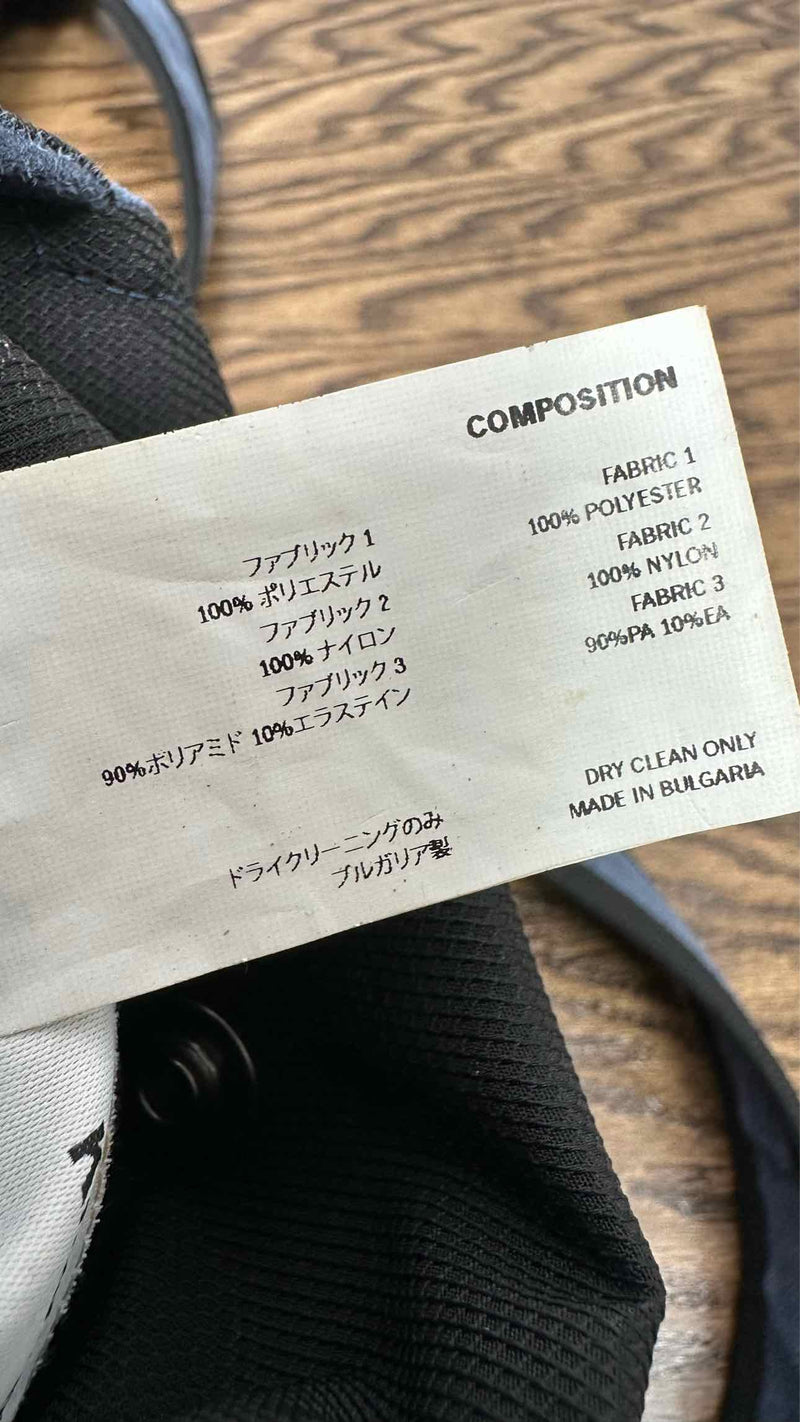 COMPOSITION
FABRIC 1
100% POLYESTER
FABRIC 2
100% NYLON
FABRIC 3
90%PA 10%EA
DRY CLEAN ONLY
MADE IN BULGARIA
ファブリック 1
100% ポリエステル
ファブリック 2
100% ナイロン
ファブリック 3
90%ポリアミド 10%エラステイン
ドライクリーニングのみ
ブルガリア製